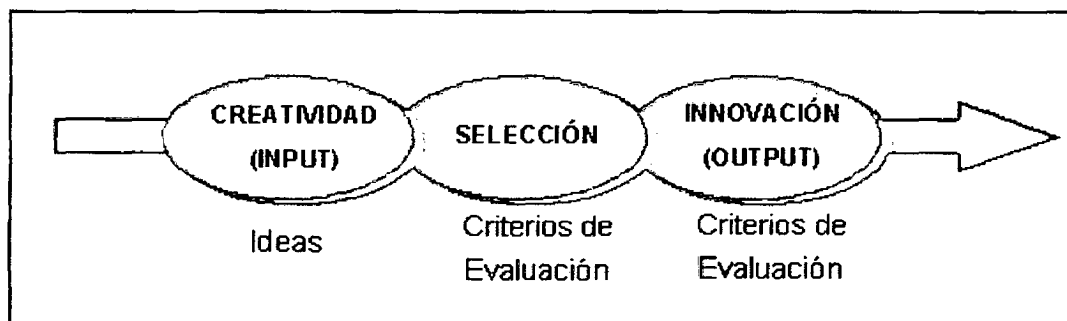 CREATIVIDAD
(INPUT)
SELECCIÓN
INNOVACIÓN
(OUTPUT)
Ideas
Criterios de
Evaluación
Criterios de
Evaluación